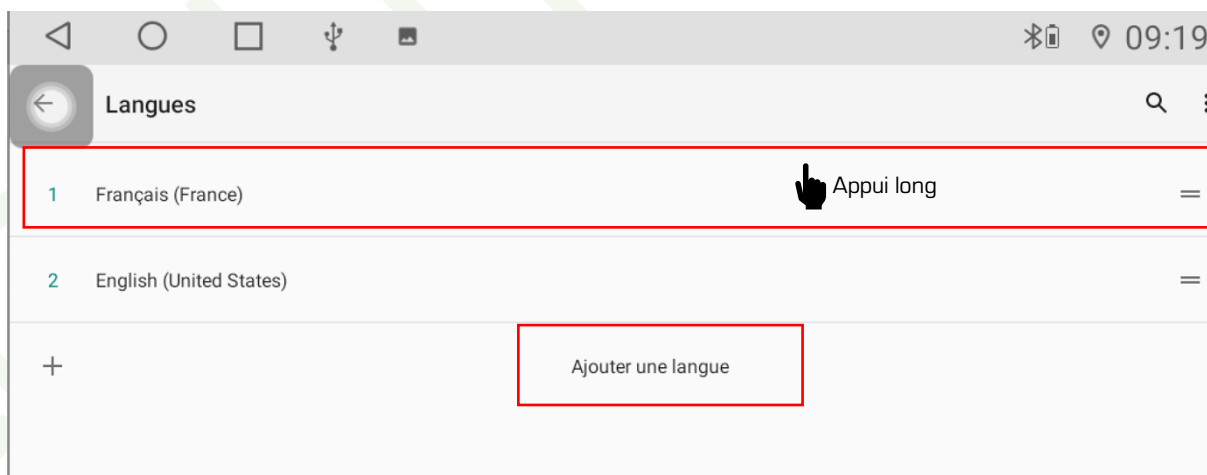 09:19
Langues
1 Français (France)
Appui long
2 English (United States)
Ajouter une langue